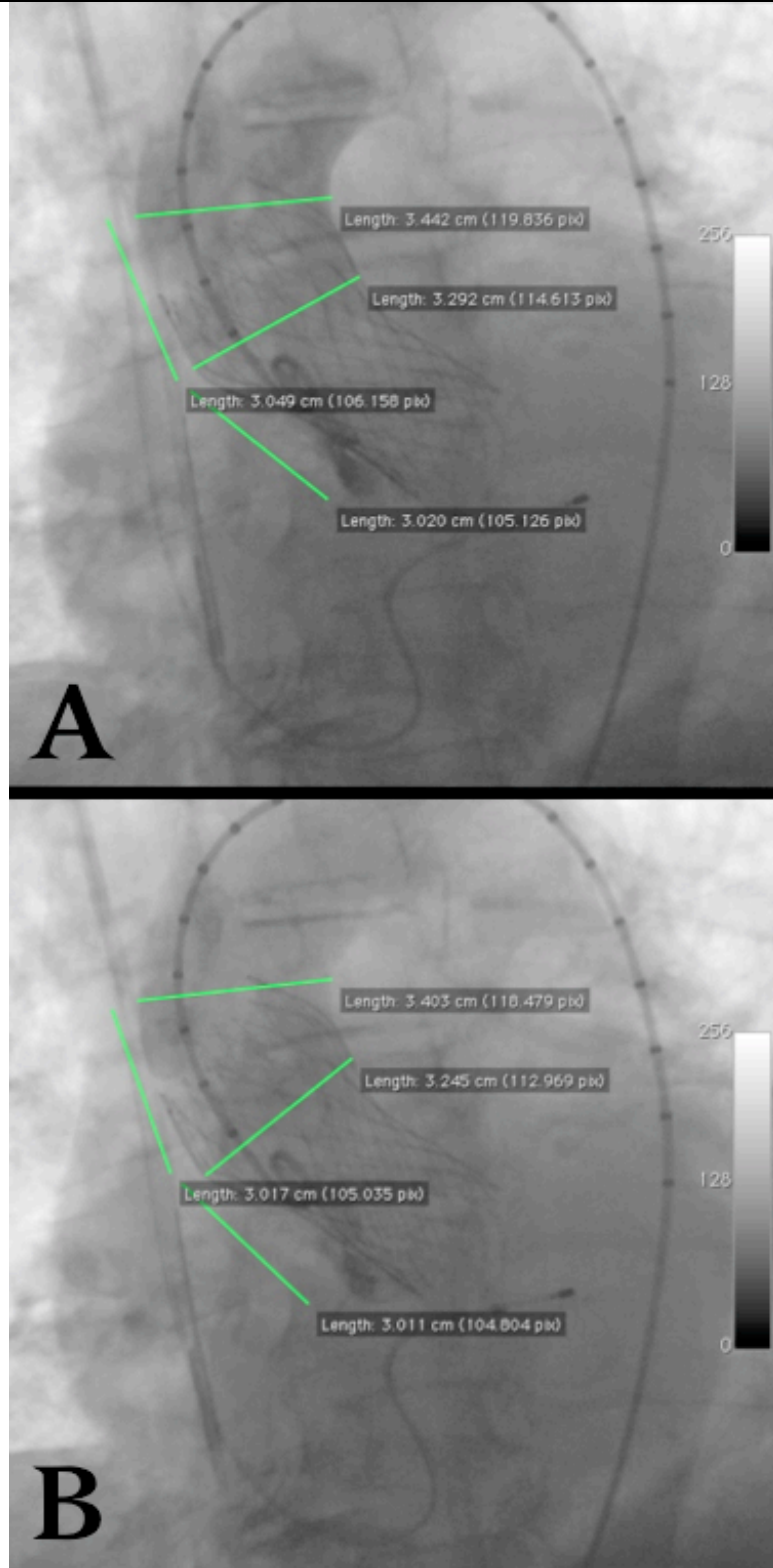 Length: 3.442 cm (119.836 pix)
256
Length: 3.292 cm (114.613 pix)
128
Length: 3.049 cm (106.158 pix)
Length: 3.020 cm (105.126 pix)
0
A
Length: 3.403 cm (118.479 pix)
256
Length: 3.245 cm (112.969 pix)
128
Length: 3.017 cm (105.035 pix)
Length: 3.011 cm (104.804 pix)
0
B